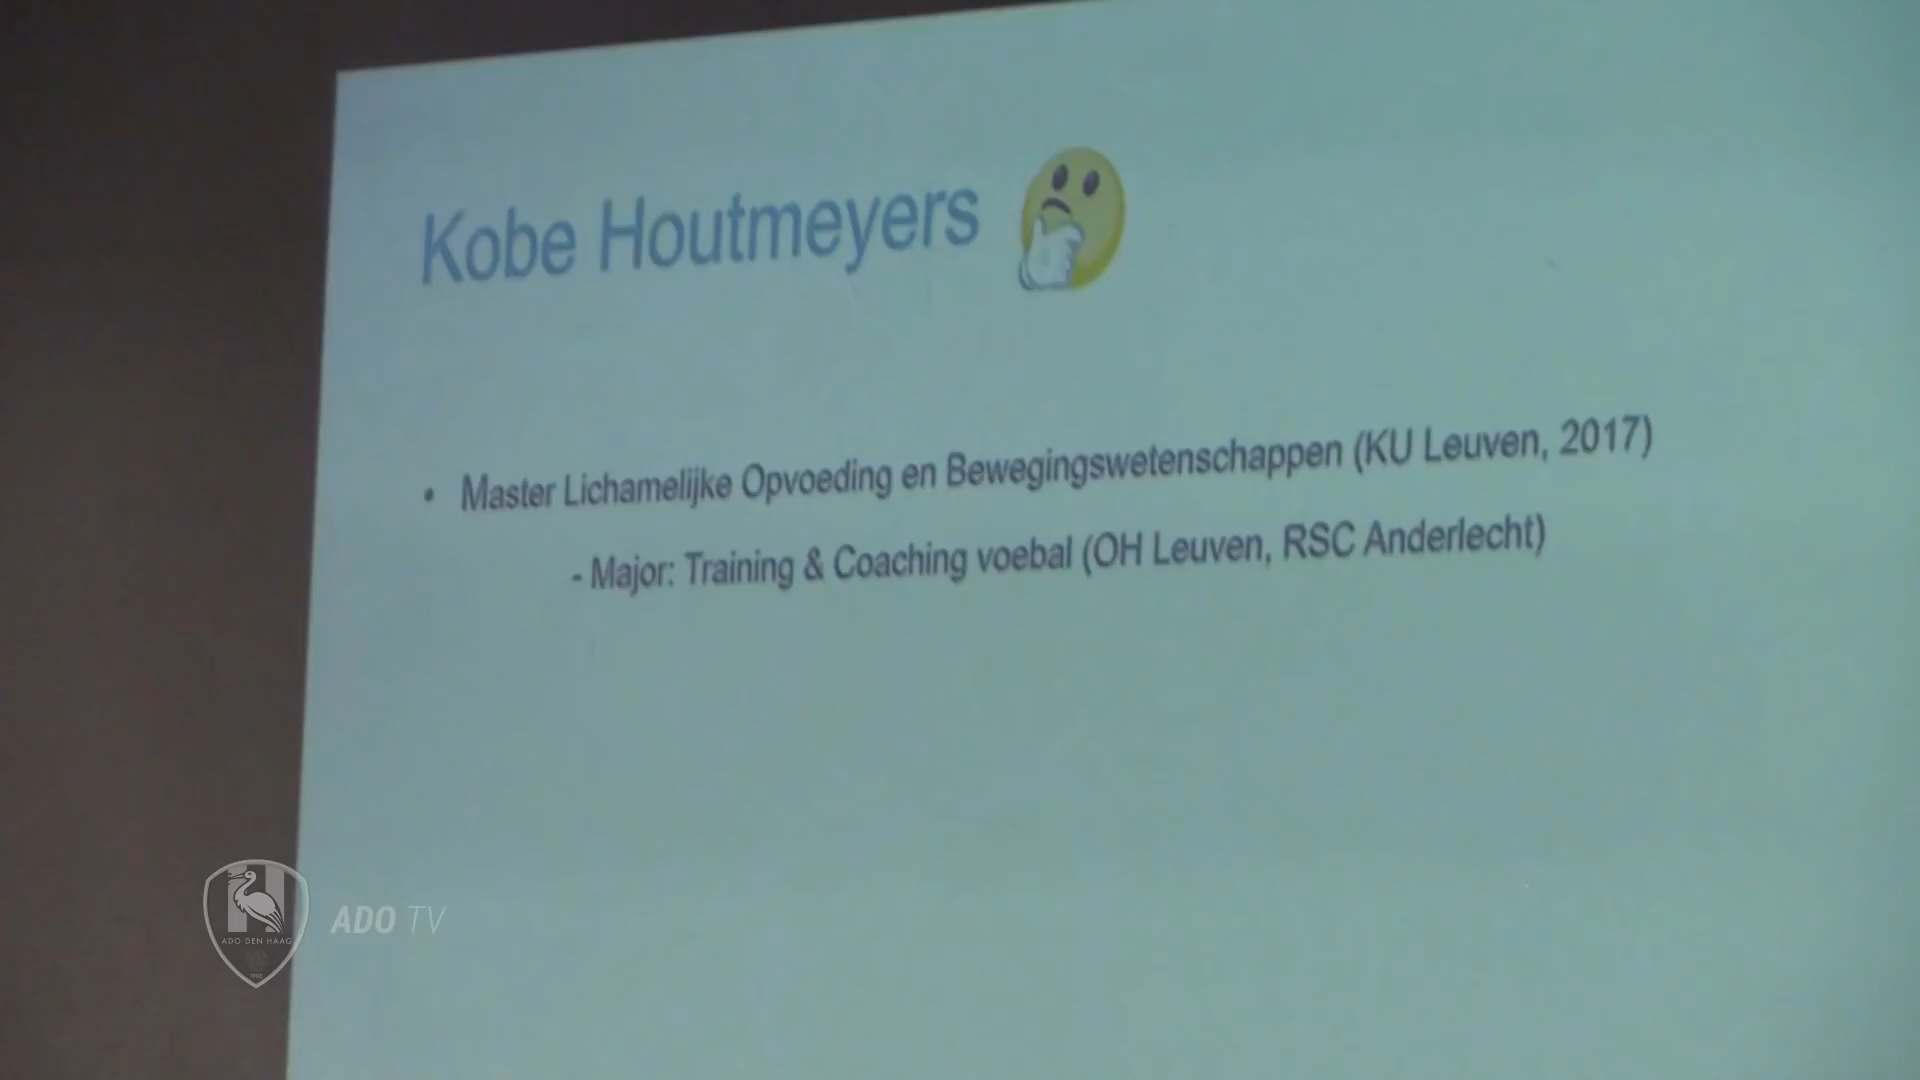 Kobe Houtmeyers
• Master Lichamelijke Opvoeding en Bewegingswetenschappen (KU Leuven, 2017)
- Major: Training & Coaching voebal (OH Leuven, RSC Anderlecht)
ADO DEN HAAG
1905
ADO TV